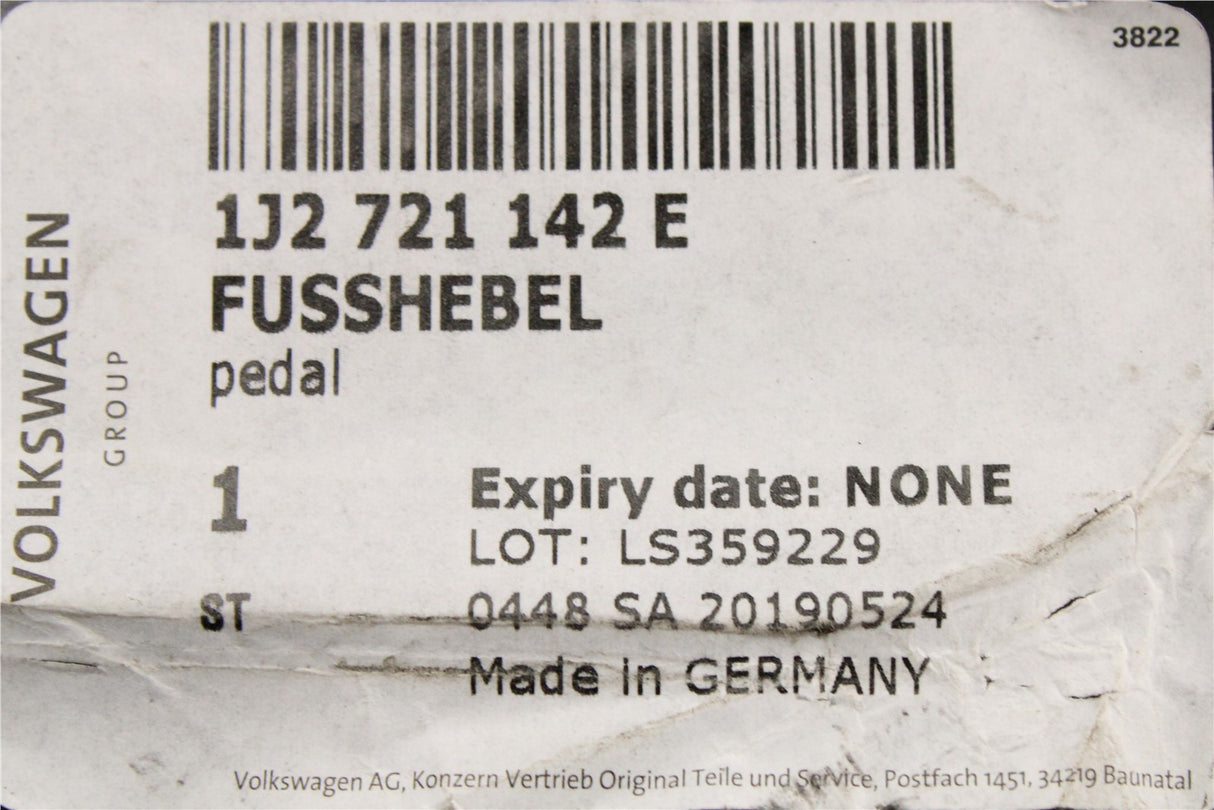 3822
1J2 721 142 E
FUSSHEBEL
pedal
VOLKSWAGEN
GROUP
1
Expiry date: NONE
LOT: LS359229
ST
0448 SA 20190524
Made in GERMANY
Volkswagen AG, Konzern Vertrieb Original Teile und Service, Postfach 1451, 34219 Baunatal